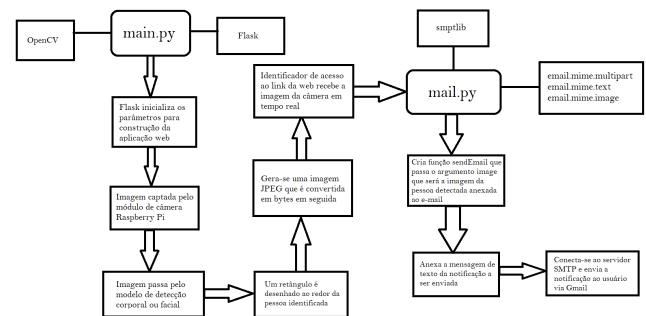 OpenCV
main.py
Flask
Flask inicializa os
parâmetros para
construção da
aplicação web
Imagem captada pelo
módulo de câmera
Raspberry Pi
Imagem passa pelo
modelo de detecção
corporal ou facial
Um retângulo é
desenhado ao redor da
pessoa identificada
Gera-se uma imagem
JPEG que é convertida
em bytes em seguida
Identificador de acesso
ao link da web recebe a
imagem da câmera em
tempo real
smptlib
mail.py
email.mime.multipart
email.mime.text
email.mime.image
Cria função sendEmail que
passa o argumento image
que será a imagem da
pessoa detectada anexada
ao e-mail
Anexa a mensagem de
texto da notificação a
ser enviada
Conecta-se ao servidor
SMTP e envia a
notificação ao usuário
via Gmail